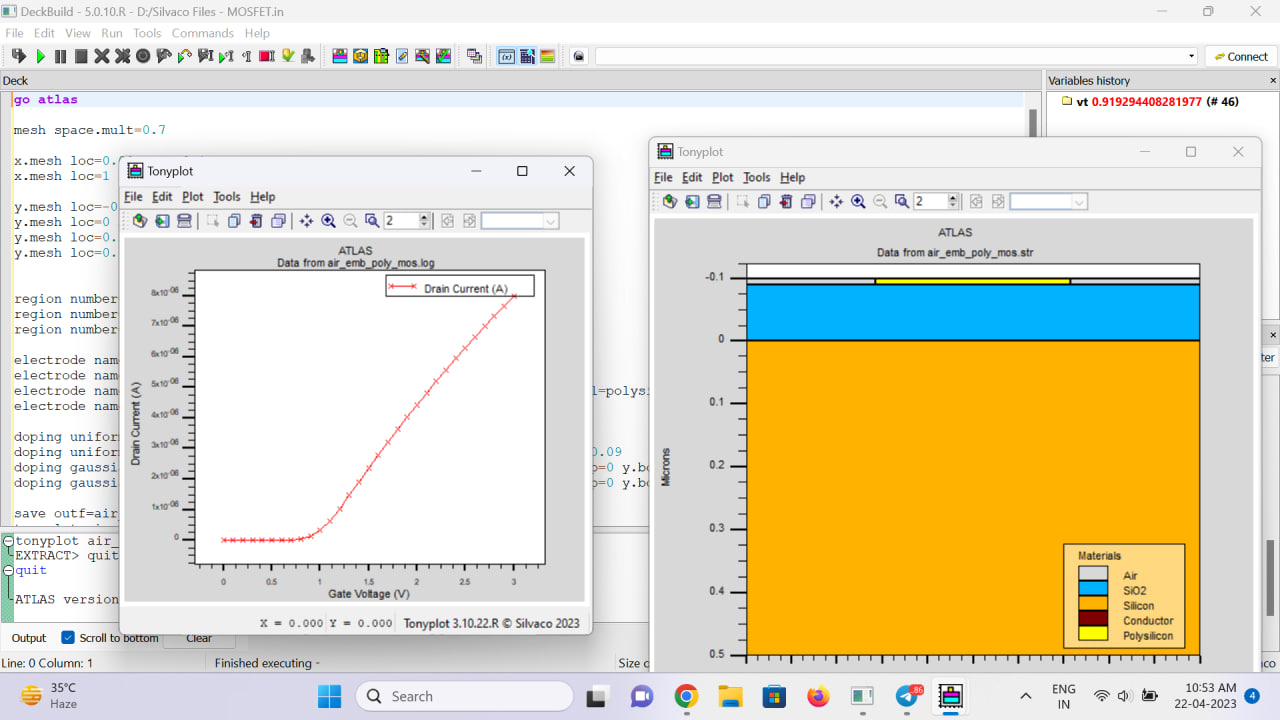 DeckBuild - 5.0.10.R - D:/Silvaco Files - MOSFET.in
File Edit View Run Tools Commands Help
Connect
Deck
go atlas
mesh space.mult=0.7
x.mesh loc=0.
x.mesh loc=1
y.mesh loc=-0
y.mesh loc=0
y.mesh loc=0.
y.mesh loc=0.
region number
region number
region number
electrode nam
electrode nam
electrode nam
l=polysi
electrode nam
doping unifor
doping unifor
0.09
doping gaussi
p=0 y.bo
doping gaussi
p=0 y.bo
save outf=air
tonyplot air_
EXTRACT> quit
quit
ATLAS version
Output
Scroll to bottom
Clear
Line: 0 Column: 1
Finished executing -
Size o
Variables history
vt 0.919294408281977 (# 46)
ter
aco
Tonyplot
File Edit Plot Tools Help
2
ATLAS
Data from air_emb_poly_mos.log
Drain Current (A)
8x10-06
7x10-06
6x10-06
5x10-06
4x10-06
3x10-06
2x10-06
1x10-06
0
Drain Current (A)
0 0.5 1 1.5 2 2.5 3
Gate Voltage (V)
X = 0.000 Y = 0.000 Tonyplot 3.10.22.R © Silvaco 2023
Tonyplot
File Edit Plot Tools Help
2
ATLAS
Data from air_emb_poly_mos.str
-0.1
0
0.1
0.2
0.3
0.4
0.5
Microns
Materials
Air
SiO2
Silicon
Conductor
Polysilicon
35°C
Haze
Search
.86
ENG
IN
10:53 AM
22-04-2023
4